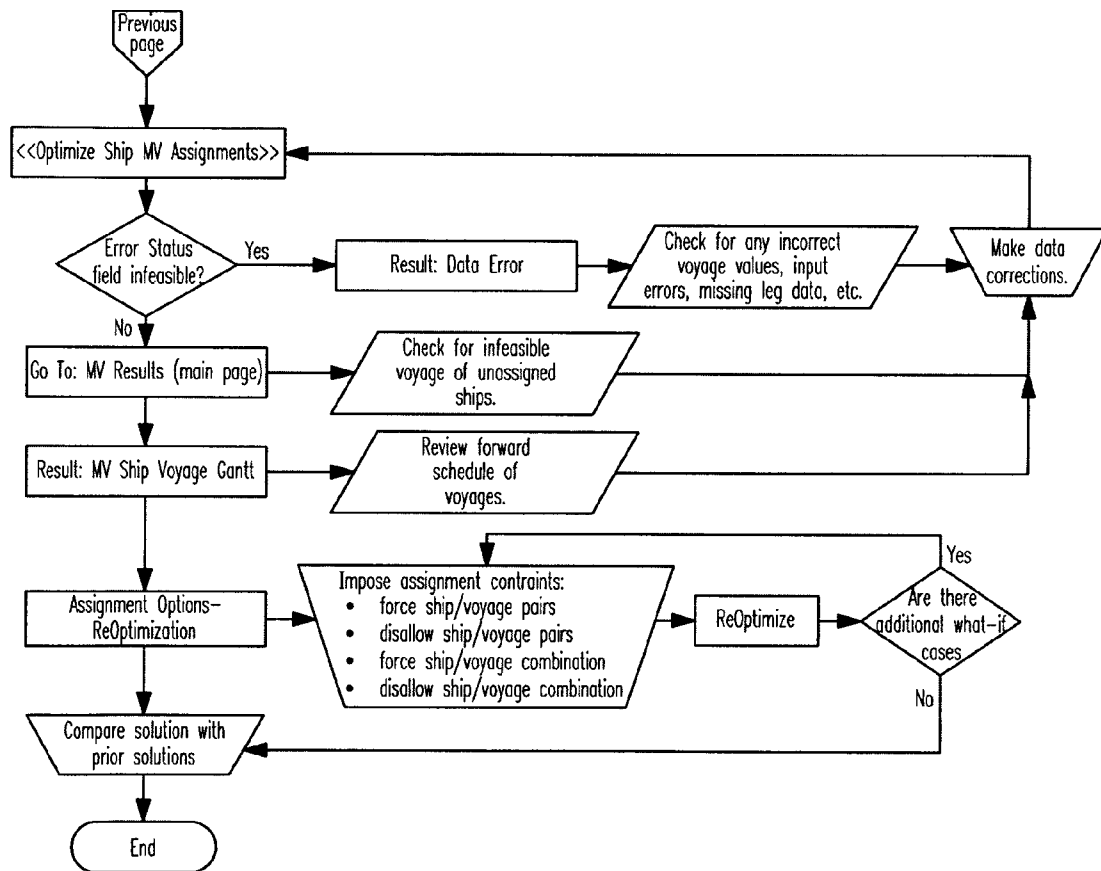 Previous
page
<<Optimize Ship MV Assignments>>
Error Status
field infeasible?
Yes
Result: Data Error
Check for any incorrect
voyage values, input
errors, missing leg data, etc.
Make data
corrections.
No
Go To: MV Results (main page)
Check for infeasible
voyage of unassigned
ships.
Result: MV Ship Voyage Gantt
Review forward
schedule of
voyages.
Assignment Options–
ReOptimization
Impose assignment contraints:
• force ship/voyage pairs
• disallow ship/voyage pairs
• force ship/voyage combination
• disallow ship/voyage combination
ReOptimize
Yes
Are there
additional what–if
cases
No
Compare solution with
prior solutions
End